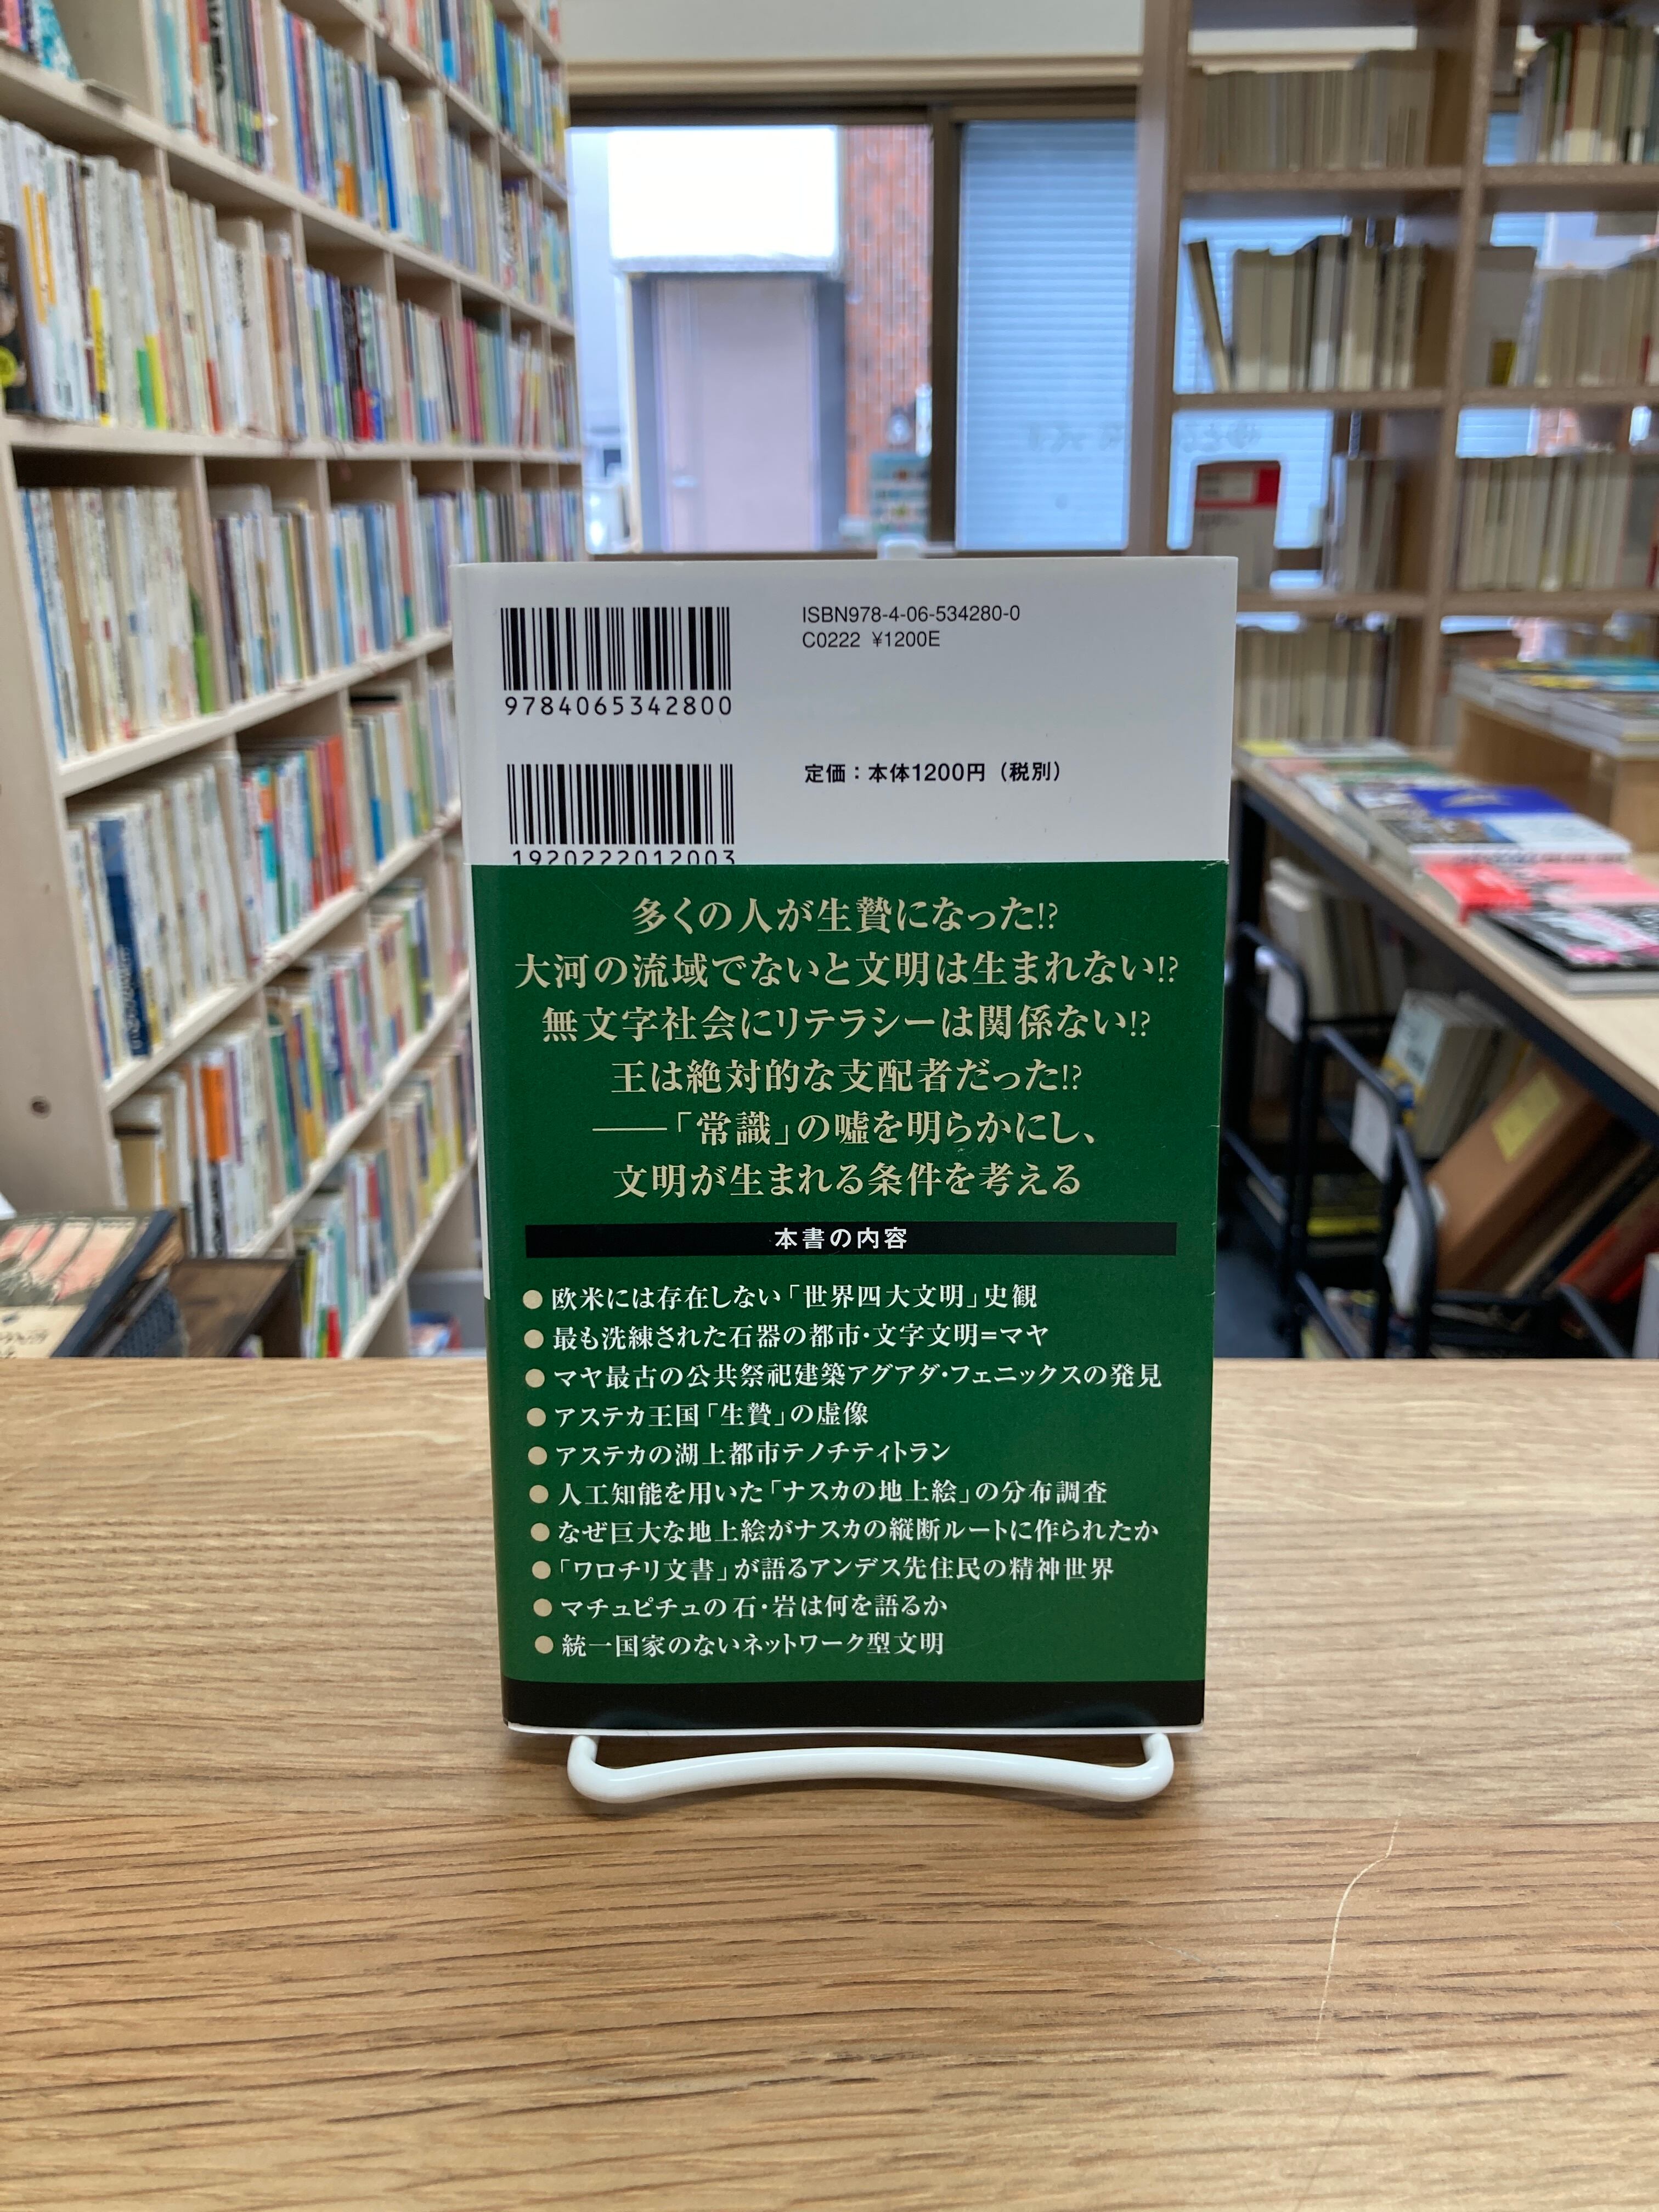 ISBN978-4-06-534280-0
C0222 ¥1200E
9784065342800
定価：本体1200円（税別）
1920222012003
多くの人が生贄になった!?
大河の流域でないと文明は生まれない!?
無文字社会にリテラシーは関係ない!?
王は絶対的な支配者だった!?
――「常識」の嘘を明らかにし、
文明が生まれる条件を考える
本書の内容
●欧米には存在しない「世界四大文明」史観
●最も洗練された石器の都市・文字文明=マヤ
●マヤ最古の公共祭祀建築アグアダ・フェニックスの発見
●アステカ王国「生贄」の虚像
●アステカの湖上都市テノチティトラン
●人工知能を用いた「ナスカの地上絵」の分布調査
●なぜ巨大な地上絵がナスカの縦断ルートに作られたか
●「ワロチリ文書」が語るアンデス先住民の精神世界
●マチュピチュの石・岩は何を語るか
●統一国家のないネットワーク型文明